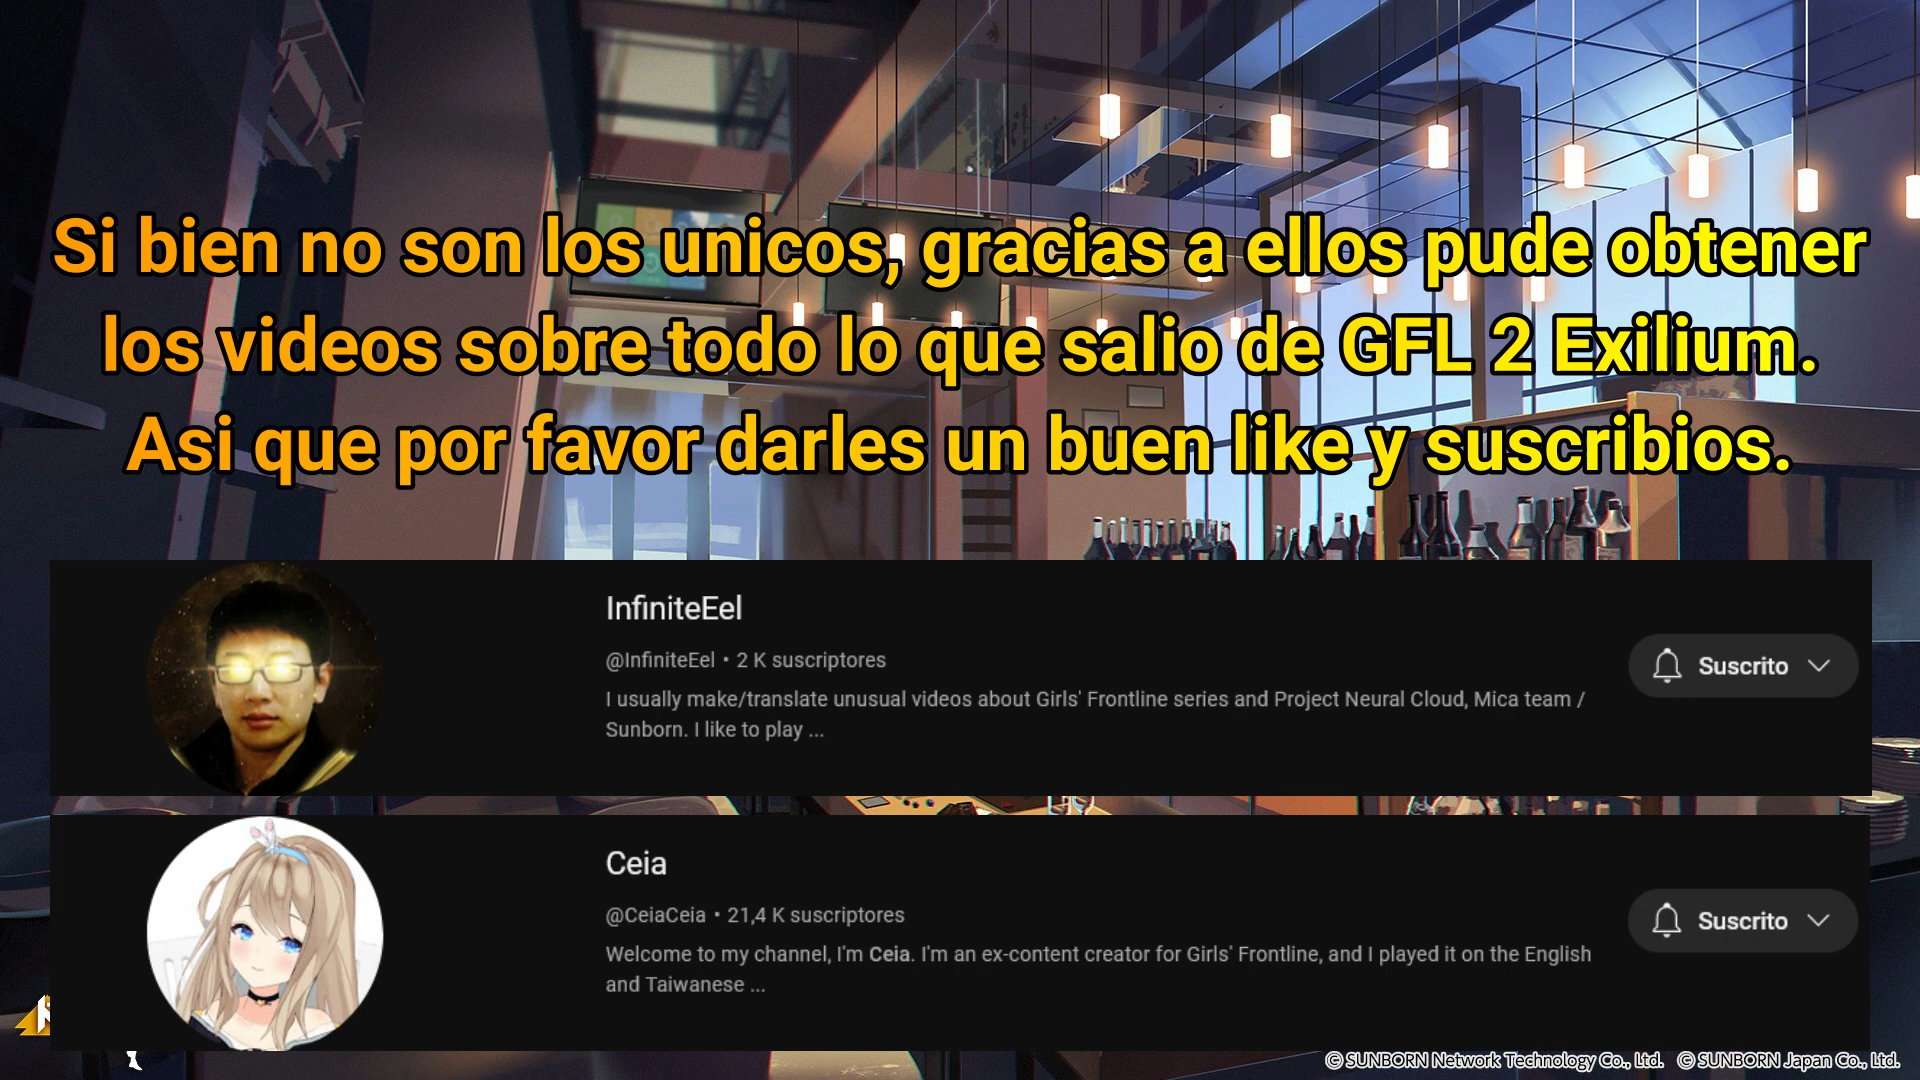 Si bien no son los unicos, gracias a ellos pude obtener
los videos sobre todo lo que salio de GFL 2 Exilium.
Asi que por favor darles un buen like y suscribios.
InfiniteEel
@InfiniteEel • 2 K suscriptores
I usually make/translate unusual videos about Girls' Frontline series and Project Neural Cloud, Mica team /
Sunborn. I like to play ...
Suscrito
Ceia
@CeiaCeia • 21,4 K suscriptores
Welcome to my channel, I'm Ceia. I'm an ex-content creator for Girls' Frontline, and I played it on the English
and Taiwanese ...
Suscrito
© SUNBORN Network Technology Co., Ltd. © SUNBORN Japan Co., Ltd.